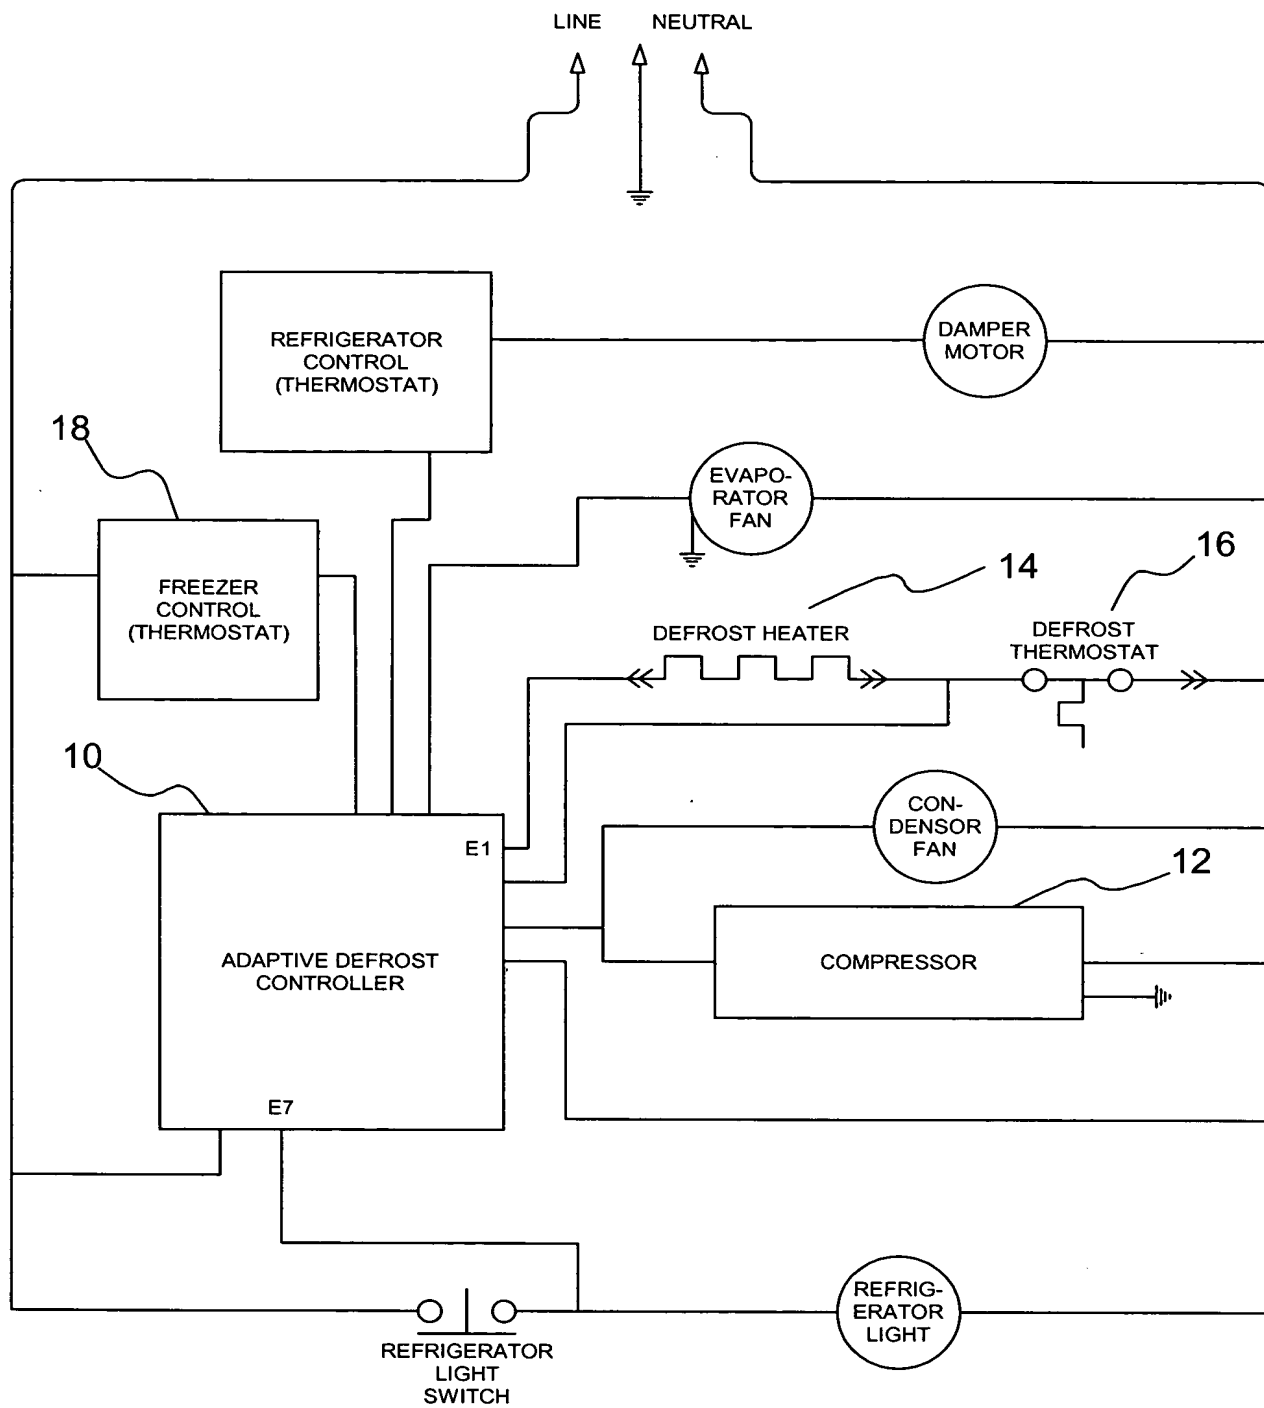 LINE NEUTRAL
REFRIGERATOR
CONTROL
(THERMOSTAT)
DAMPER
MOTOR
18
EVAPO-
RATOR
FAN
FREEZER
CONTROL
(THERMOSTAT)
14
16
DEFROST HEATER
DEFROST
THERMOSTAT
10
E1
CON-
DENSOR
FAN
12
ADAPTIVE DEFROST
CONTROLLER
COMPRESSOR
E7
REFRIGERATOR
LIGHT
SWITCH
REFRIG-
ERATOR
LIGHT